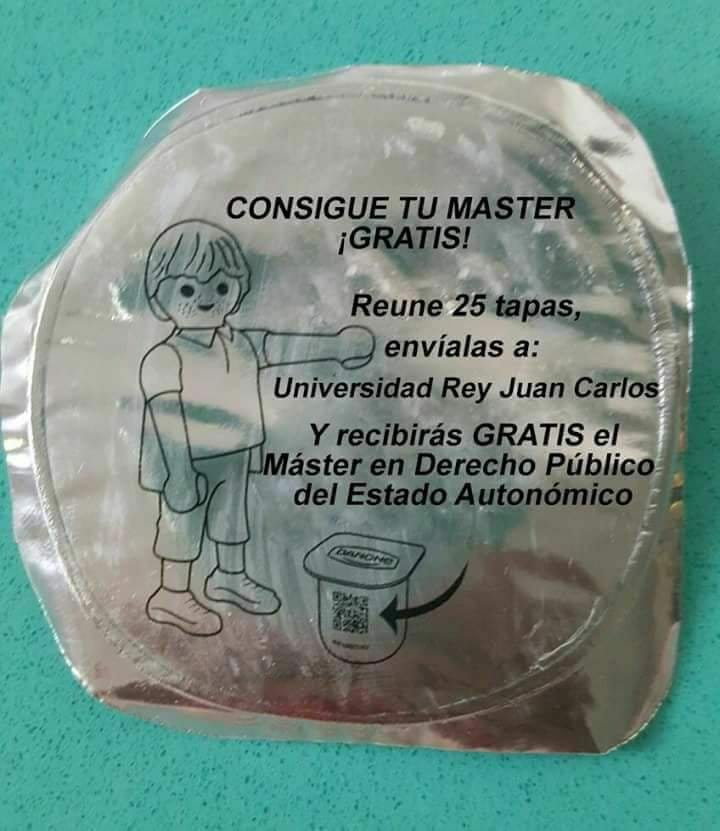 CONSIGUE TU MASTER
¡GRATIS!
Reune 25 tapas,
envíalas a:
Universidad Rey Juan Carlos
Y recibirás GRATIS el
Máster en Derecho Público
del Estado Autonómico
DANONE